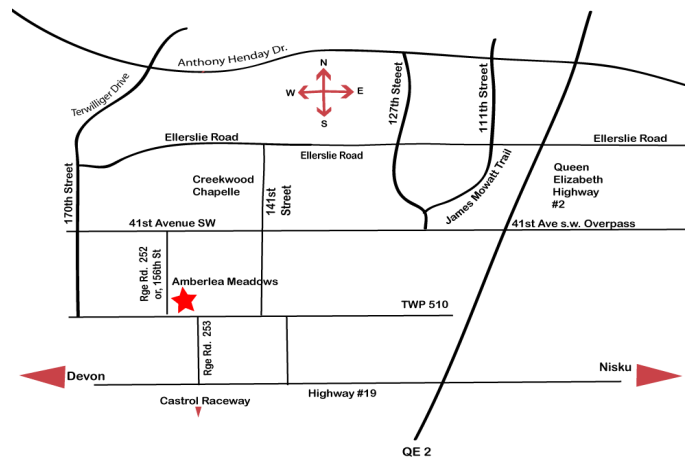 Anthony Henday Dr.
Terwilliger Drive
N
W
E
S
127th Steeet
111th Street
Ellerslie Road
Ellerslie Road
Ellerslie Road
170th Street
Creekwood
Chapelle
141st
Street
James Mowatt Trail
Queen
Elizabeth
Highway
#2
41st Avenue SW
41st Ave s.w. Overpass
Rge Rd. 252
or, 156th St
Amberlea Meadows
TWP 510
Rge Rd. 253
Devon
Nisku
Castrol Raceway
Highway #19
QE 2